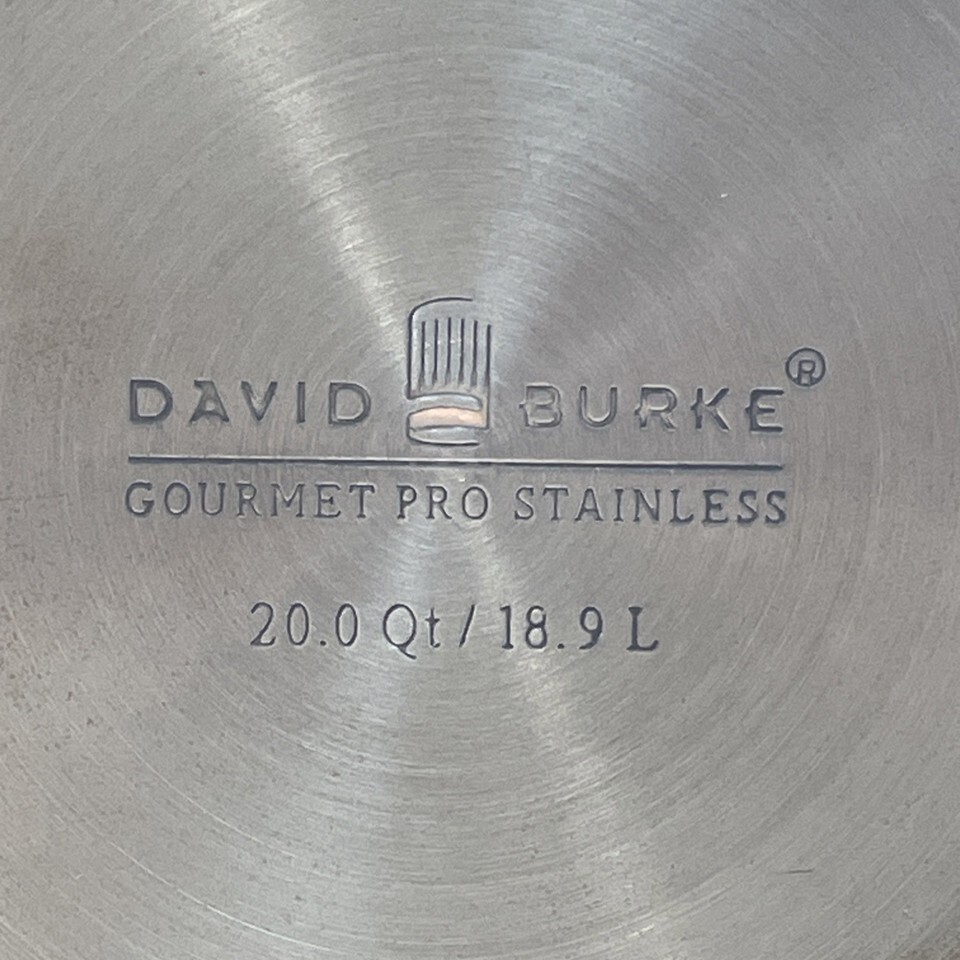 DAVID BURKE®
GOURMET PRO STAINLESS
20.0 Qt / 18.9 L